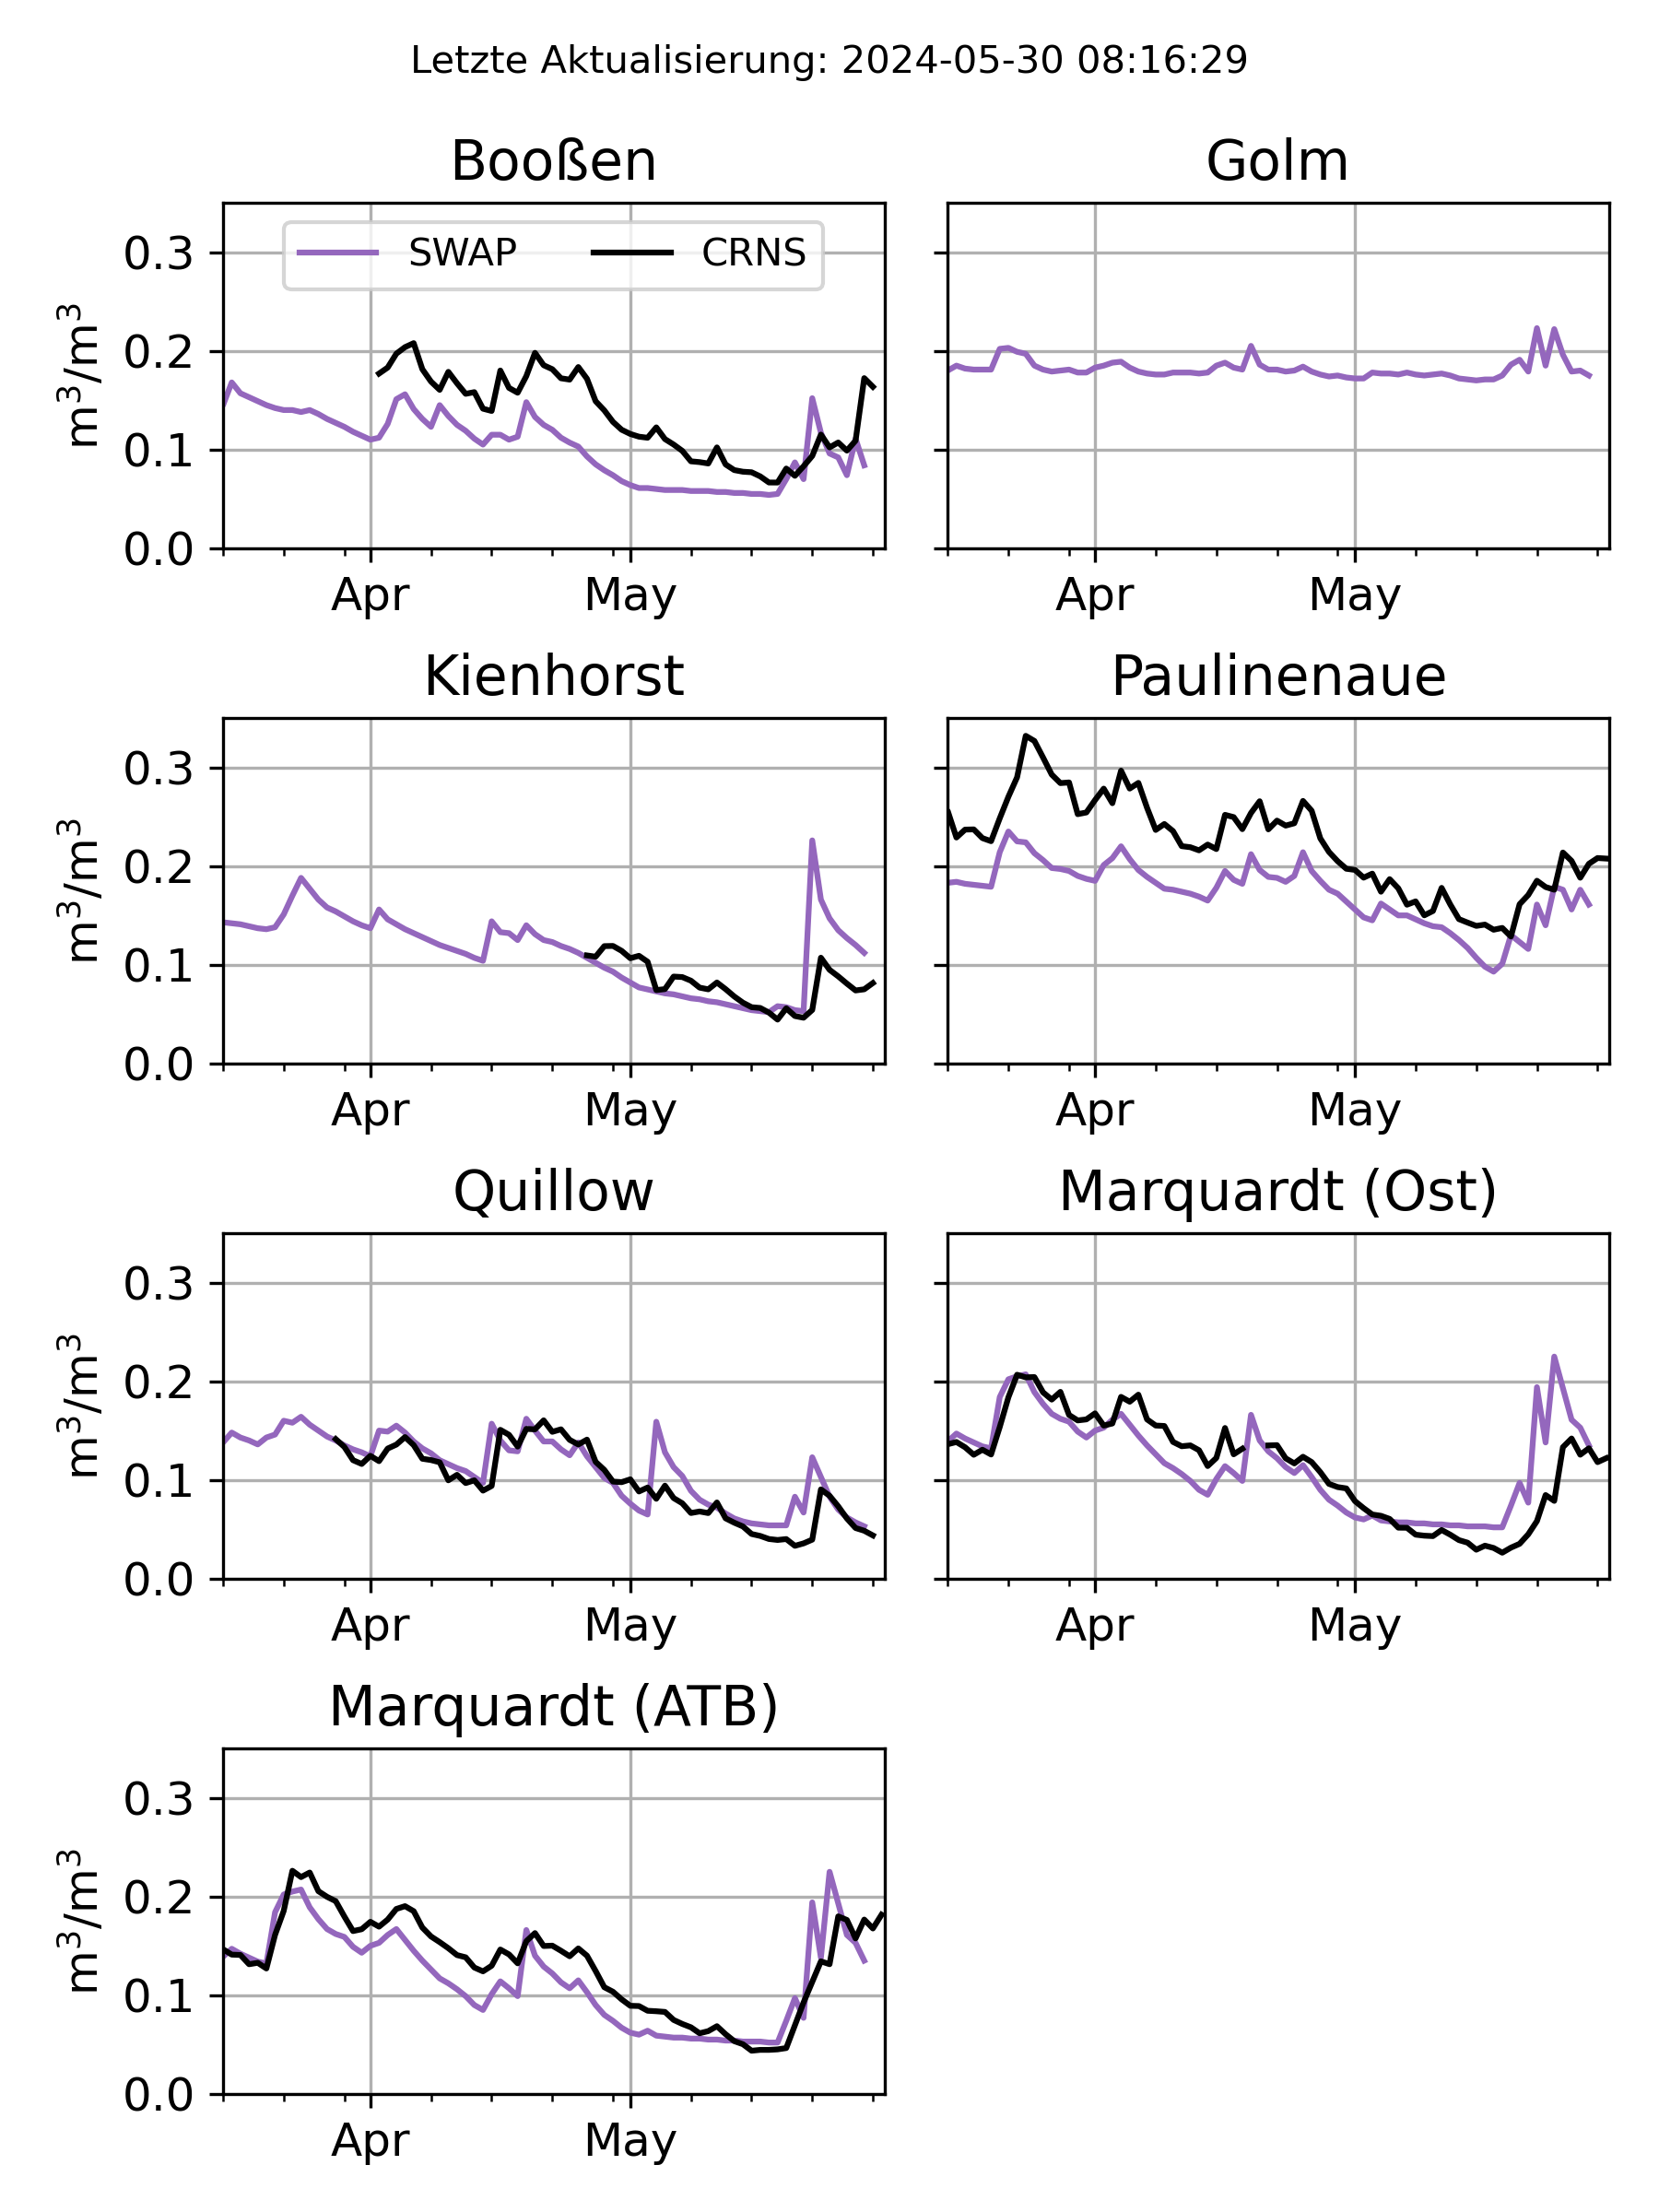 Letzte Aktualisierung: 2024-05-30 08:16:29
Booßen
Golm
SWAP CRNS
m³/m³
0.3
0.2
0.1
0.0
Apr May
Apr May
Kienhorst
Paulinenaue
m³/m³
0.3
0.2
0.1
0.0
Apr May
Apr May
Quillow
Marquardt (Ost)
m³/m³
0.3
0.2
0.1
0.0
Apr May
Apr May
Marquardt (ATB)
m³/m³
0.3
0.2
0.1
0.0
Apr May